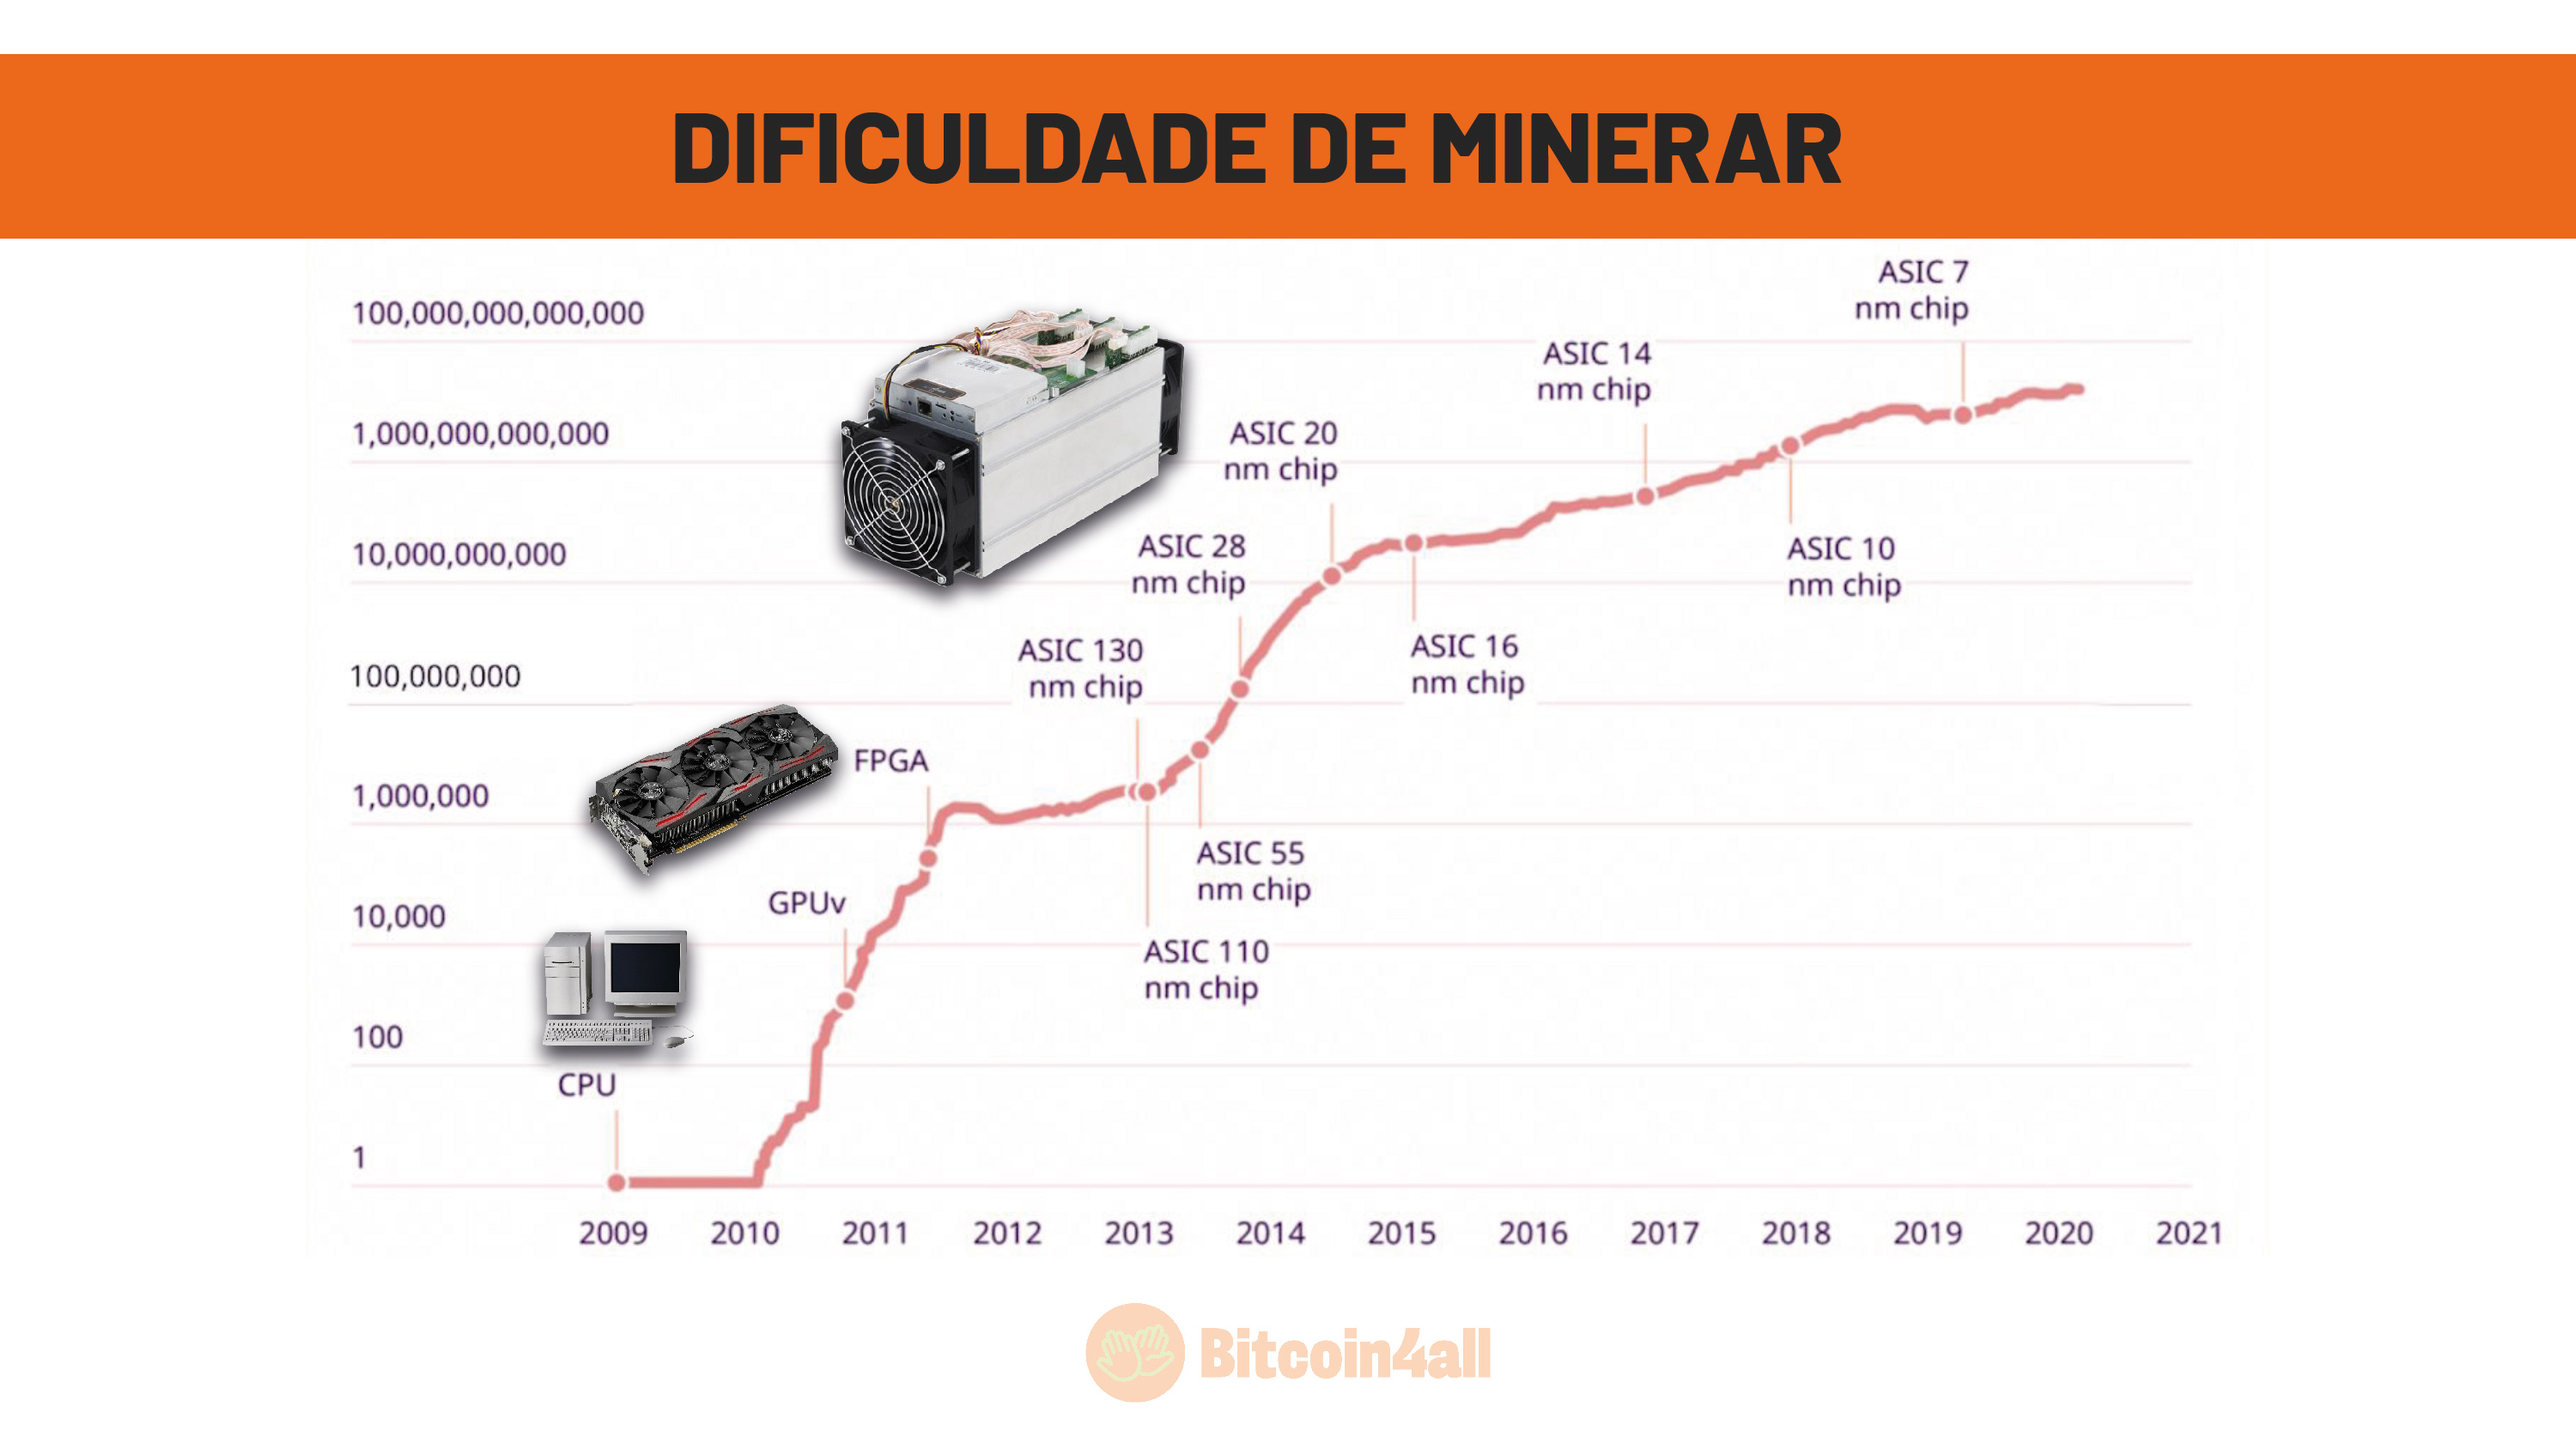 DIFICULDADE DE MINERAR
100,000,000,000,000
1,000,000,000,000
10,000,000,000
100,000,000
1,000,000
10,000
100
1
CPU
GPUv
FPGA
ASIC 130
nm chip
ASIC 110
nm chip
ASIC 55
nm chip
ASIC 28
nm chip
ASIC 20
nm chip
ASIC 16
nm chip
ASIC 14
nm chip
ASIC 10
nm chip
ASIC 7
nm chip
2009 2010 2011 2012 2013 2014 2015 2016 2017 2018 2019 2020 2021
Bitcoin4all